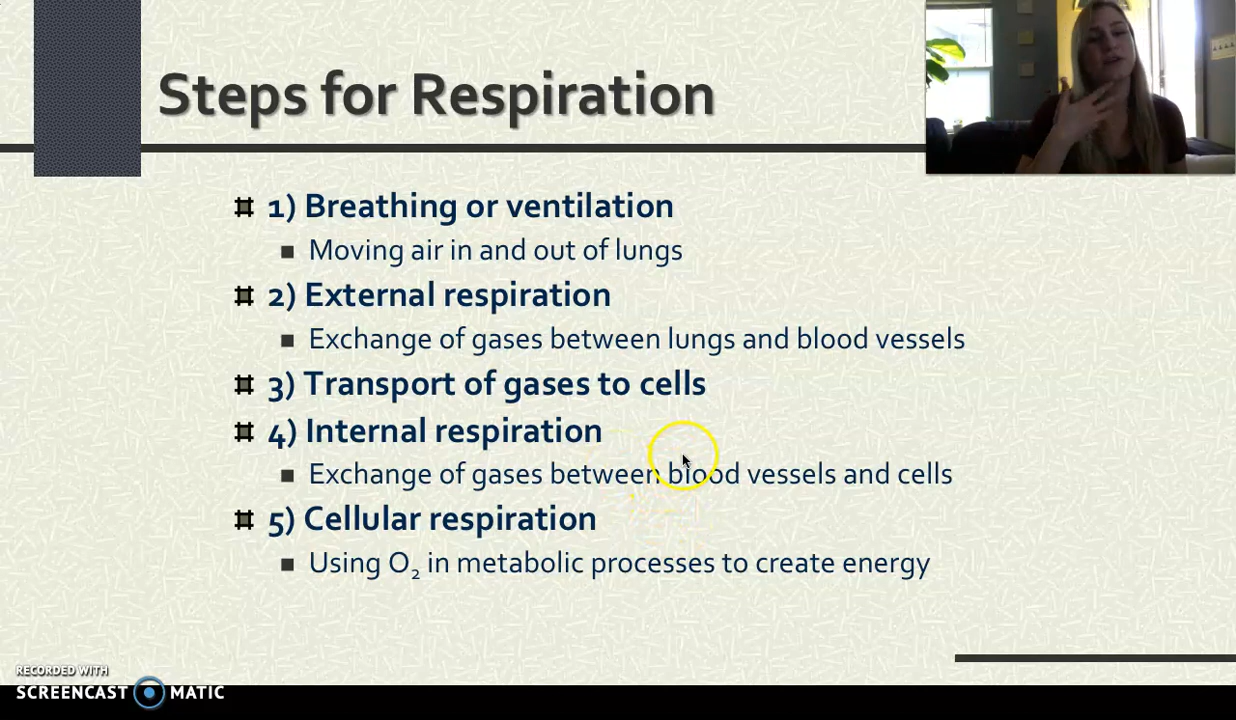 Steps for Respiration
1) Breathing or ventilation
Moving air in and out of lungs
2) External respiration
Exchange of gases between lungs and blood vessels
3) Transport of gases to cells
4) Internal respiration
Exchange of gases between blood vessels and cells
5) Cellular respiration
Using O₂ in metabolic processes to create energy
RECORDED WITH
SCREENCAST MATIC